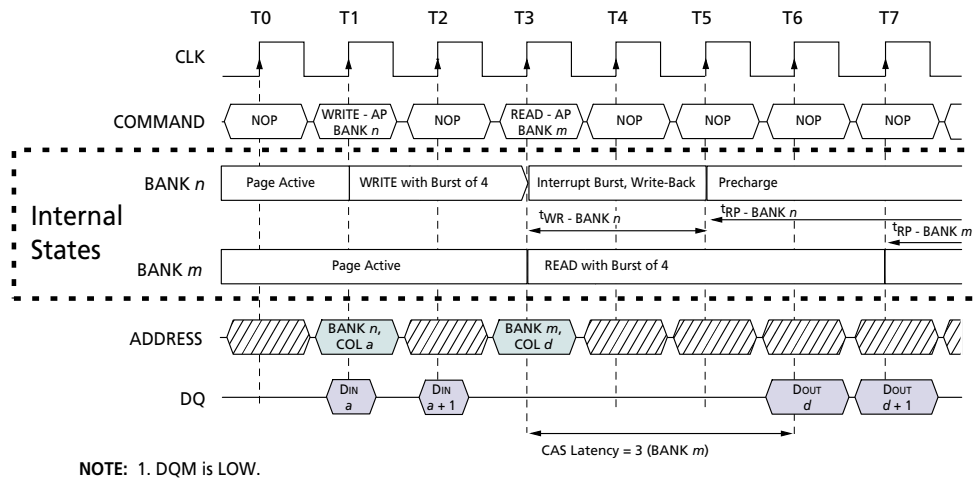 T0 T1 T2 T3 T4 T5 T6 T7
CLK
COMMAND
NOP
WRITE - AP
BANK n
NOP
READ - AP
BANK m
NOP
NOP
NOP
NOP
Internal
States
BANK n
Page Active
WRITE with Burst of 4
Interrupt Burst, Write-Back
Precharge
tWR - BANK n
tRP - BANK n
tRP - BANK m
BANK m
Page Active
READ with Burst of 4
ADDRESS
BANK n,
COL a
BANK m,
COL d
DQ
DIN
a
DIN
a + 1
DOUT
d
DOUT
d + 1
CAS Latency = 3 (BANK m)
NOTE: 1. DQM is LOW.